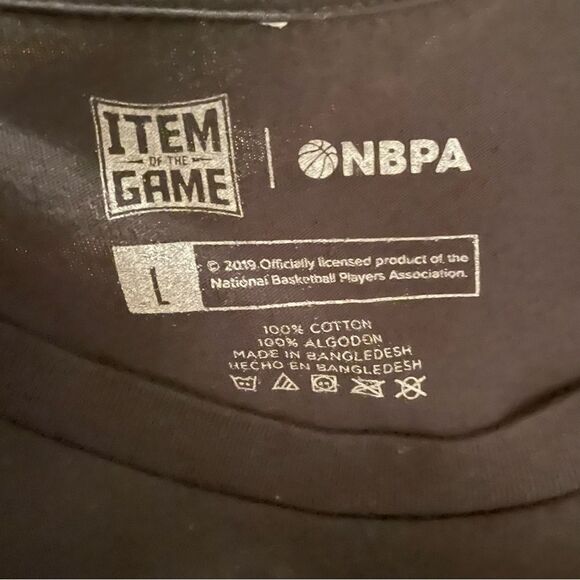 ITEM
OF THE
GAME
NBPA
L
© 2019 Officially licensed product of the
National Basketball Players Association.
100% COTTON
100% ALGODON
MADE IN BANGLEDESH
HECHO EN BANGLEDESH